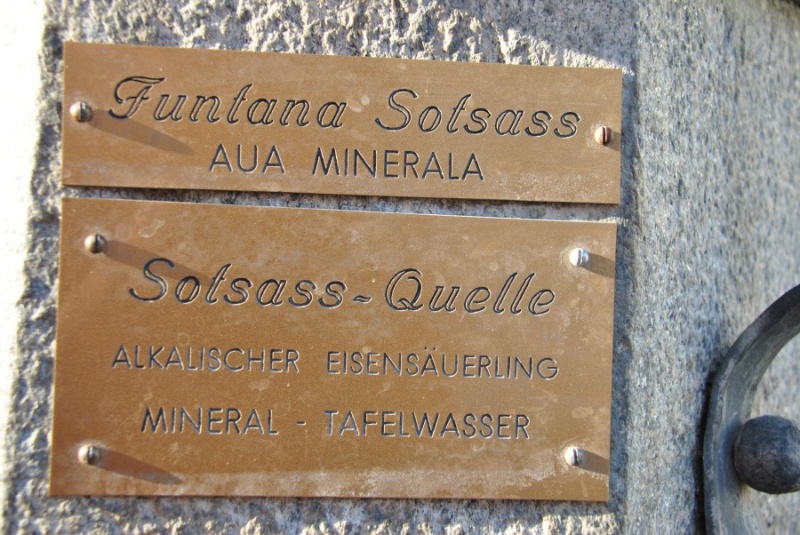 Funtana Sotsass
AUA MINERALA
Sotsass-Quelle
ALKALISCHER EISENSÄUERLING
MINERAL - TAFELWASSER